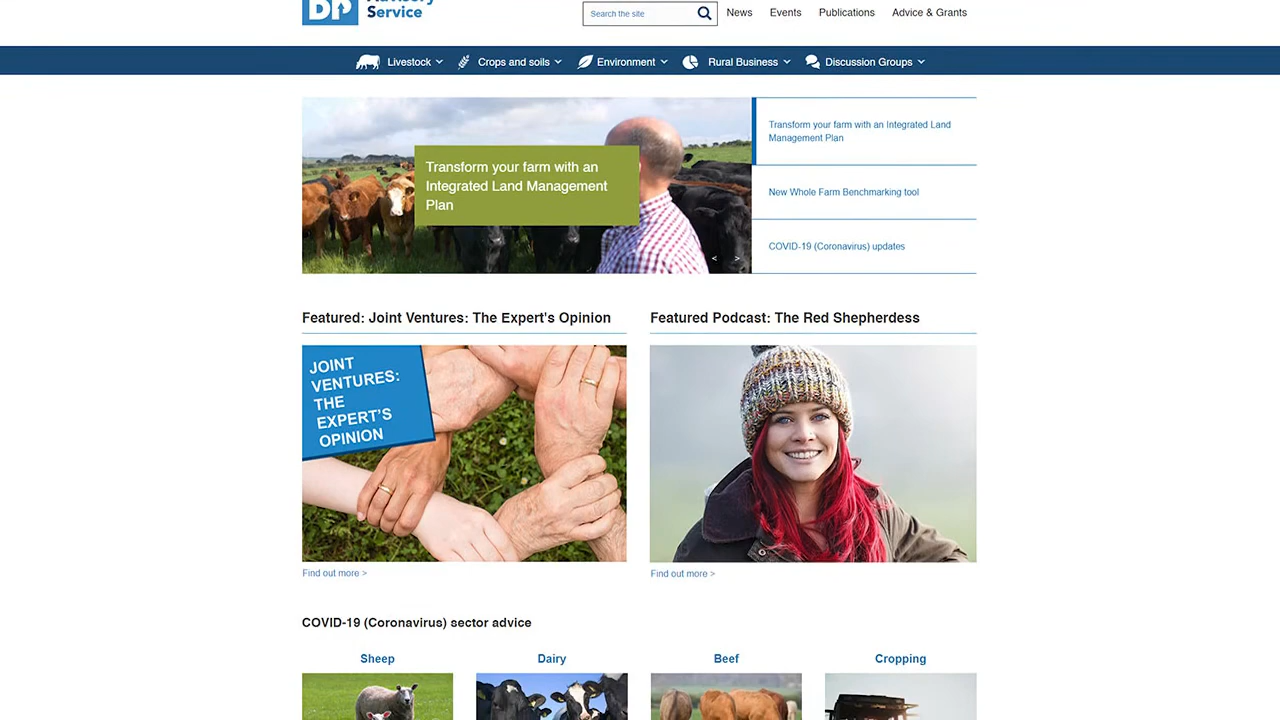 Service
Search the site
News
Events
Publications
Advice & Grants
Livestock
Crops and soils
Environment
Rural Business
Discussion Groups
Transform your farm with an
Integrated Land Management
Plan
< >
Transform your farm with an Integrated Land
Management Plan
New Whole Farm Benchmarking tool
COVID-19 (Coronavirus) updates
Featured: Joint Ventures: The Expert's Opinion
Featured Podcast: The Red Shepherdess
JOINT
VENTURES:
THE
EXPERT'S
OPINION
Find out more >
Find out more >
COVID-19 (Coronavirus) sector advice
Sheep
Dairy
Beef
Cropping